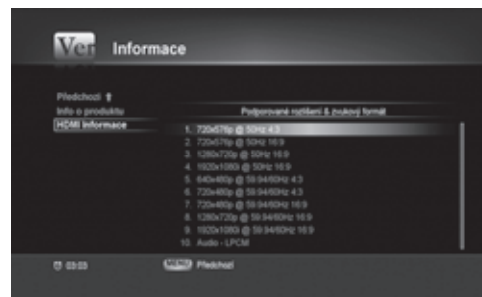 Ver Informace
Předchozí
Info o produktu
HDMI Informace
Podporované rozlišení & zvukový formát
1. 720x576p @ 50Hz 4:3
2. 720x576p @ 50Hz 16:9
3. 1280x720p @ 50Hz 16:9
4. 1920x1080i @ 50Hz 16:9
5. 640x480p @ 59.94/60Hz 4:3
6. 720x480p @ 59.94/60Hz 4:3
7. 720x480p @ 59.94/60Hz 16:9
8. 1280x720p @ 59.94/60Hz 16:9
9. 1920x1080i @ 59.94/60Hz 16:9
10. Audio - LPCM
03:03 MENU Předchozí